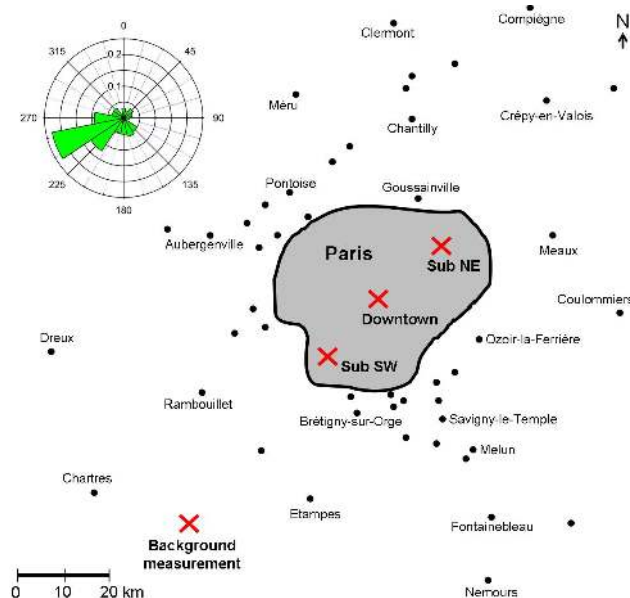 Compiègne
N
Clermont
0
315
45
0.2
0.1
270
90
225
135
180
Méru
Crêpy-en-Valois
Chantilly
Pontoise
Goussainville
Aubergenville
Paris
Sub NE
Meaux
Downtown
Coulommiers
Dreux
Ozoir-la-Ferrière
Sub SW
Rambouillet
Brétigny-sur-Orge
Savigny-le-Temple
Melun
Chartres
Etampes
Fontainebleau
Background
measurement
Nemours
0 10 20 km